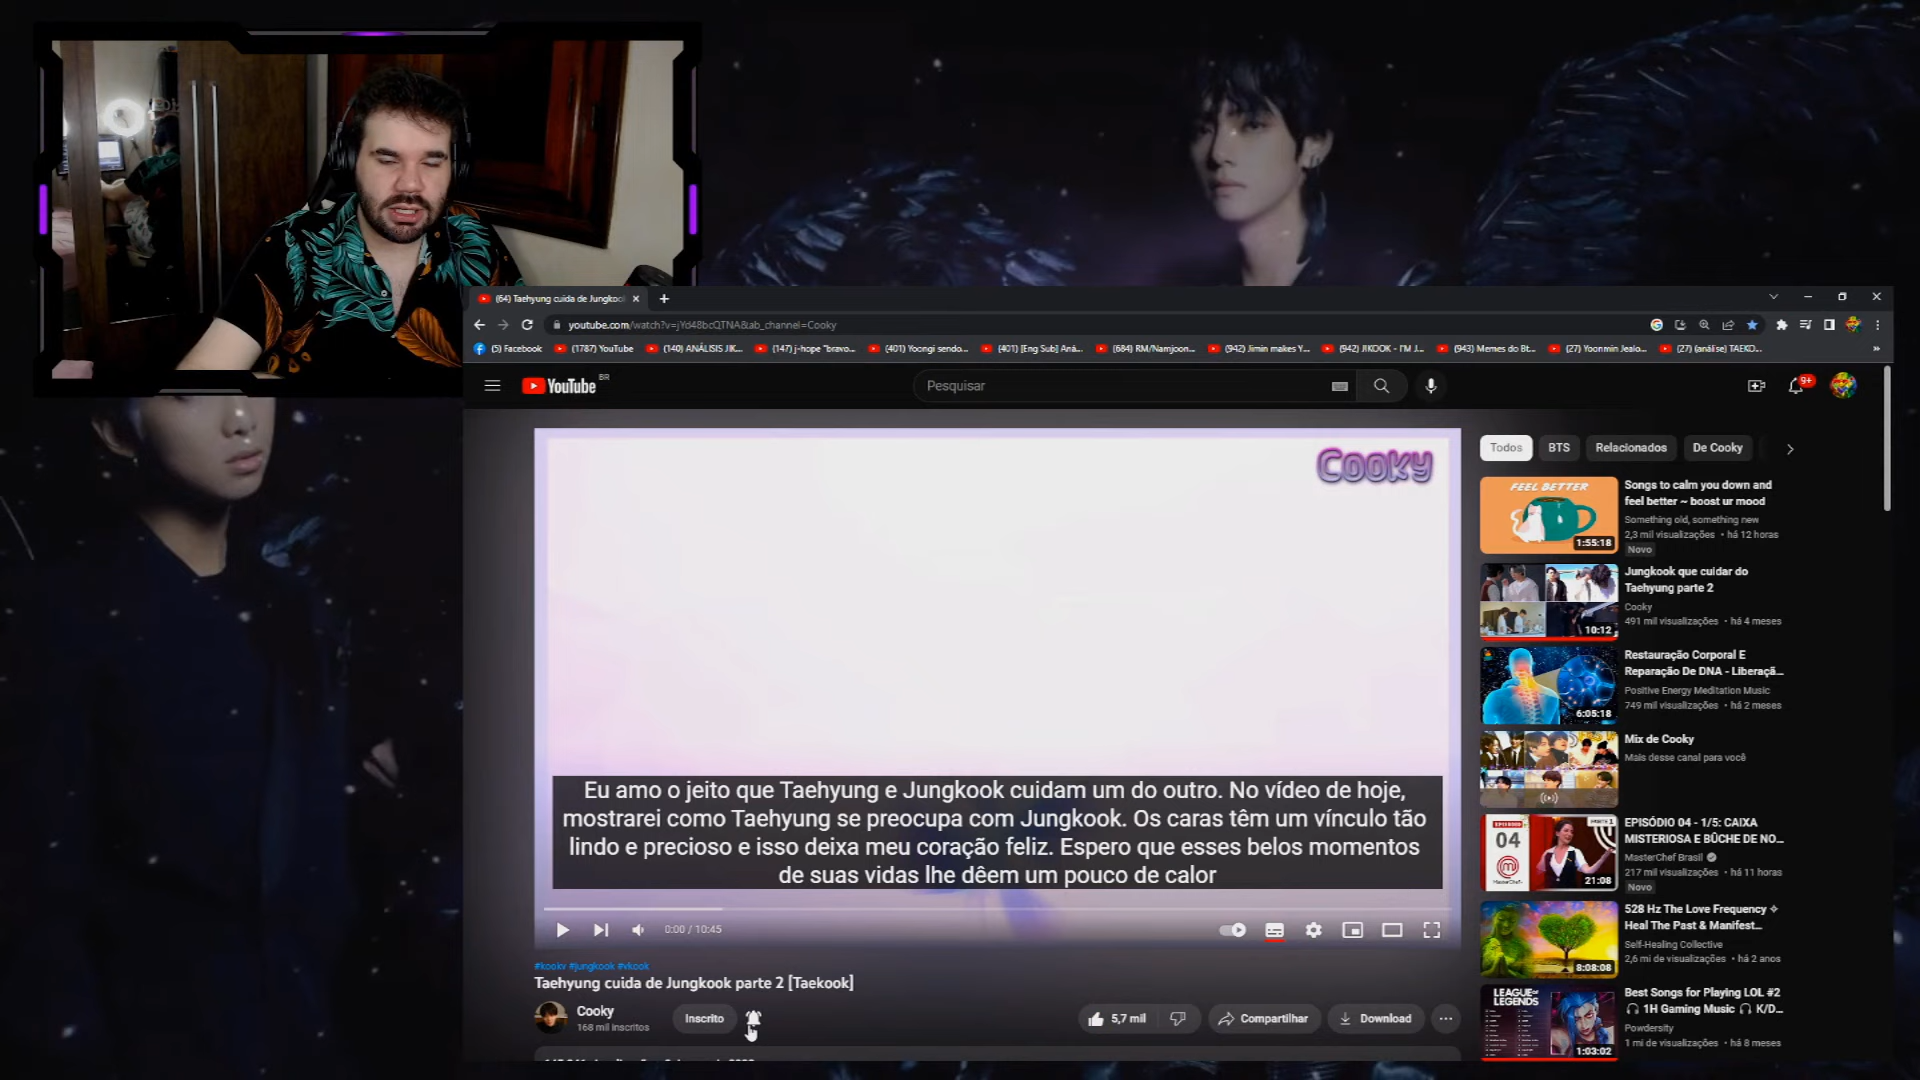 (64) Taehyung cuida de Jungkoo
youtube.com/watch?v=jYd48bcQTNA&ab_channel=Cooky
(5) Facebook
(1787) YouTube
(140) ANÁLISIS JIK...
(147) j-hope "bravo...
(401) Yoongi sendo...
(401) [Eng Sub] Aná...
(684) RM/Namjoon...
(942) Jimin makes Y...
(942) JIKOOK - I'M J...
(943) Memes do Bt...
(27) Yoonmin Jealo...
(27) (análise) TAEKO...
»
YouTube BR
Pesquisar
9+
Cooky
Eu amo o jeito que Taehyung e Jungkook cuidam um do outro. No vídeo de hoje,
mostrarei como Taehyung se preocupa com Jungkook. Os caras têm um vínculo tão
lindo e precioso e isso deixa meu coração feliz. Espero que esses belos momentos
de suas vidas lhe dêem um pouco de calor
0:00 / 10:45
#kookv #jungkook #vkook
Taehyung cuida de Jungkook parte 2 [Taekook]
Cooky
168 mil inscritos
Inscrito
5,7 mil
Compartilhar
Download
Todos
BTS
Relacionados
De Cooky
FEEL BETTER
1:55:18
Songs to calm you down and
feel better ~ boost ur mood
Something old, something new
2,3 mil visualizações • há 12 horas
Novo
10:12
Jungkook que cuidar do
Taehyung parte 2
Cooky
491 mil visualizações • há 4 meses
6:05:18
Restauração Corporal E
Reparação De DNA - Liberaçã...
Positive Energy Meditation Music
749 mil visualizações • há 2 meses
Mix de Cooky
Mais desse canal para você
EPISÓDIO
04
PARTE 1
21:08
EPISÓDIO 04 - 1/5: CAIXA
MISTERIOSA E BÛCHE DE NO...
MasterChef Brasil
217 mil visualizações • há 11 horas
Novo
8:08:08
528 Hz The Love Frequency ✧
Heal The Past & Manifest...
Self-Healing Collective
2,6 mi de visualizações • há 2 anos
LEAGUE OF
LEGENDS
1:03:02
Best Songs for Playing LOL #2
🎧 1H Gaming Music 🎧 K/D...
Powdersity
1 mi de visualizações • há 8 meses